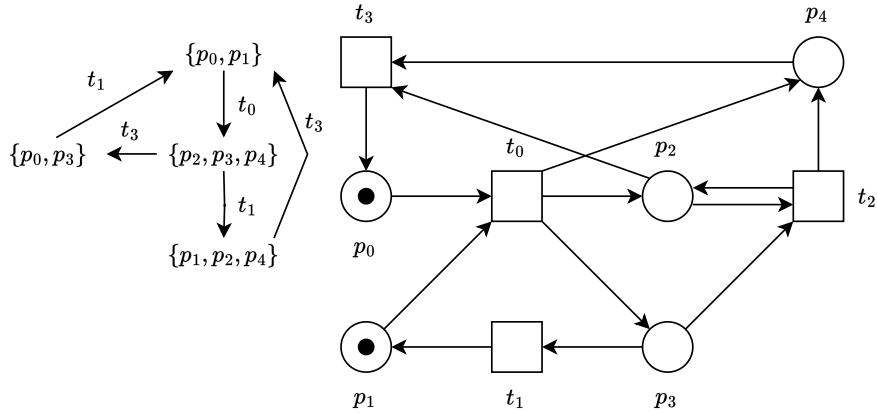 {p₀, p₁}
t₁
t₀
t₃
t₃
{p₀, p₃}
{p₂, p₃, p₄}
t₁
{p₁, p₂, p₄}
t₃
p₄
t₀
p₂
t₂
p₀
p₁
t₁
p₃